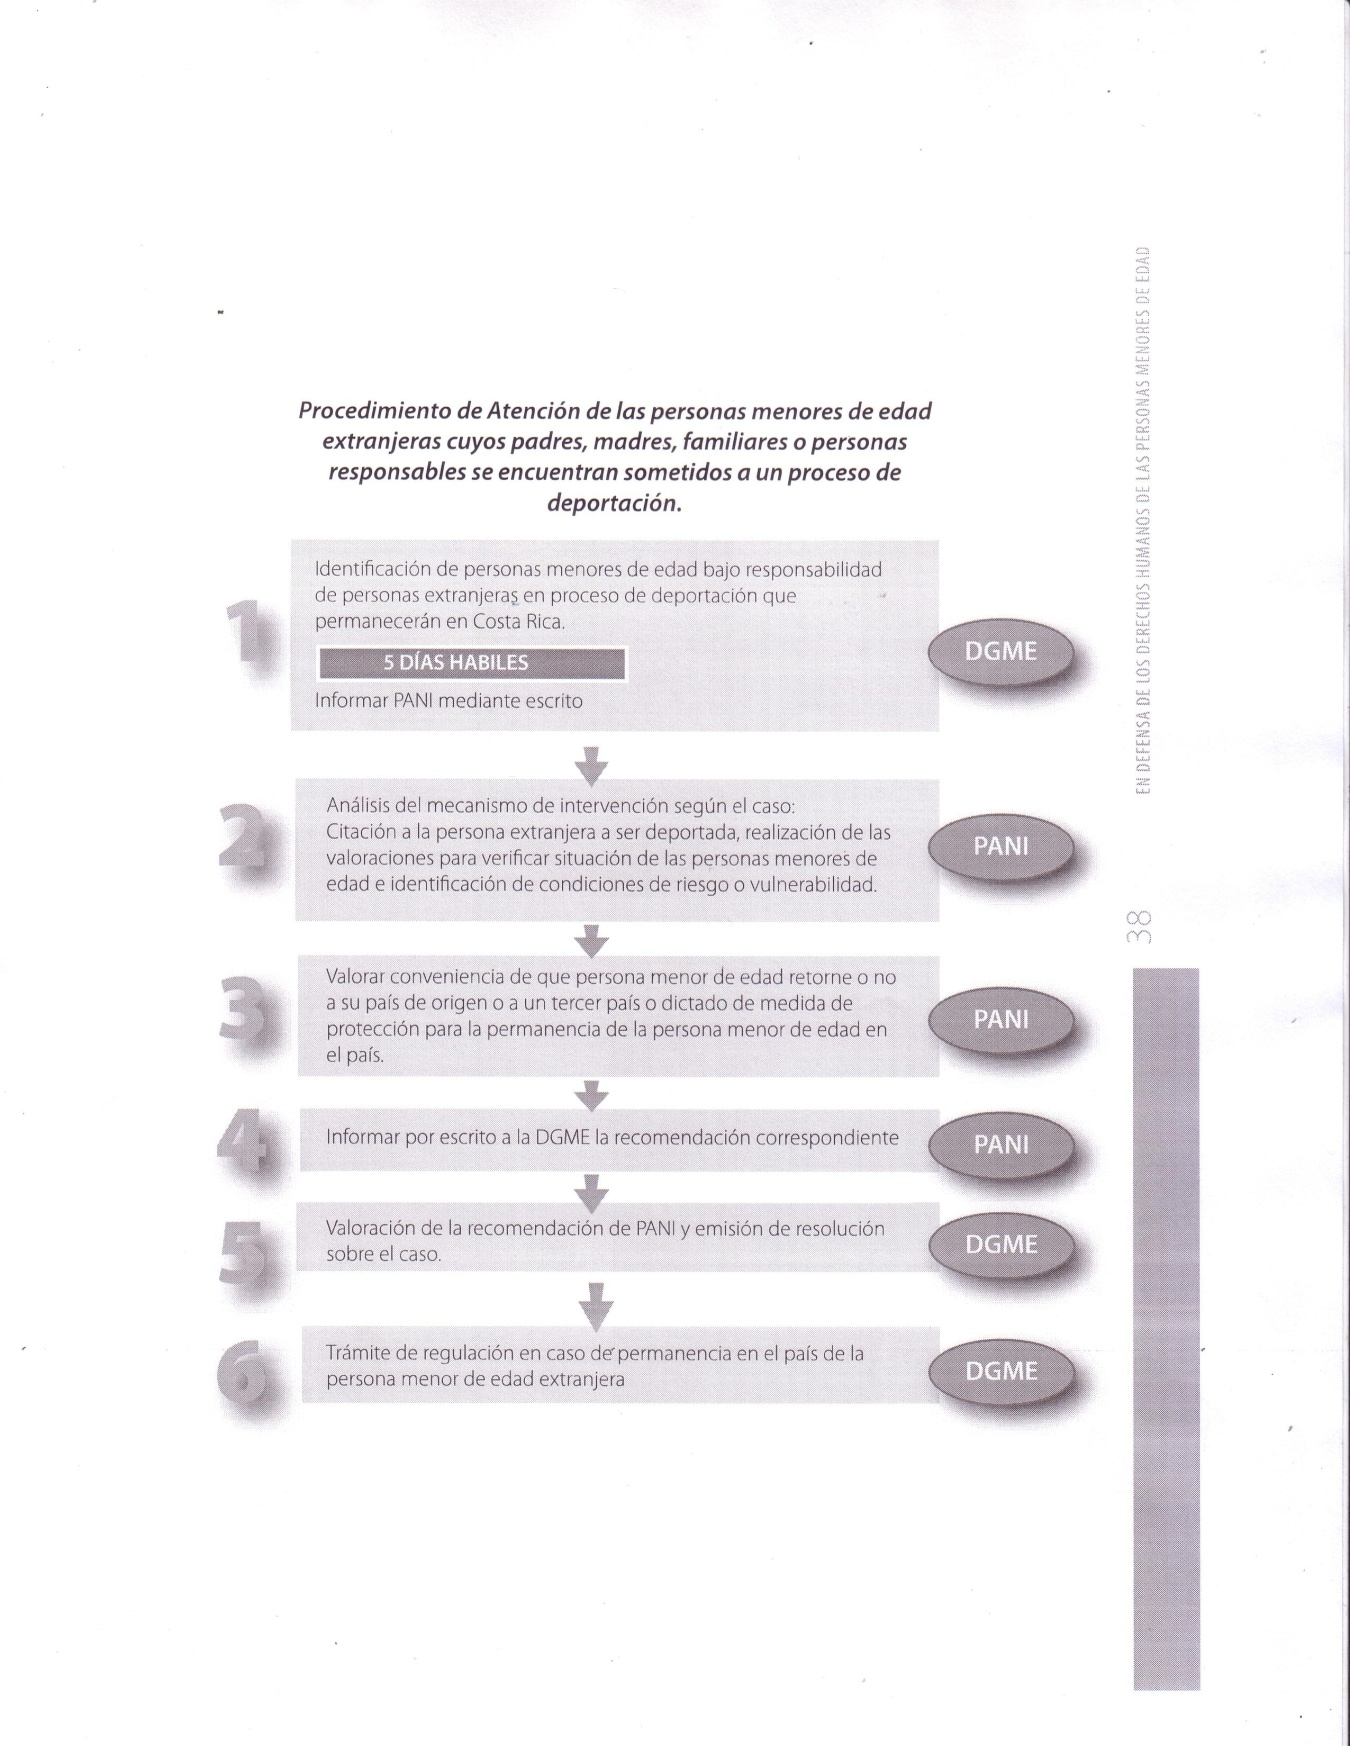 Procedimiento de Atención de las personas menores de edad
extranjeras cuyos padres, madres, familiares o personas
responsables se encuentran sometidos a un proceso de
deportación.
1
Identificación de personas menores de edad bajo responsabilidad
de personas extranjeras en proceso de deportación que
permanecerán en Costa Rica.
5 DÍAS HABILES
Informar PANI mediante escrito
DGME
2
Análisis del mecanismo de intervención según el caso:
Citación a la persona extranjera a ser deportada, realización de las
valoraciones para verificar situación de las personas menores de
edad e identificación de condiciones de riesgo o vulnerabilidad.
PANI
3
Valorar conveniencia de que persona menor de edad retorne o no
a su país de origen o a un tercer país o dictado de medida de
protección para la permanencia de la persona menor de edad en
el país.
PANI
4
Informar por escrito a la DGME la recomendación correspondiente
PANI
5
Valoración de la recomendación de PANI y emisión de resolución
sobre el caso.
DGME
6
Trámite de regulación en caso de permanencia en el país de la
persona menor de edad extranjera
DGME
EN DEFENSA DE LOS DERECHOS HUMANOS DE LAS PERSONAS MENORES DE EDAD
38